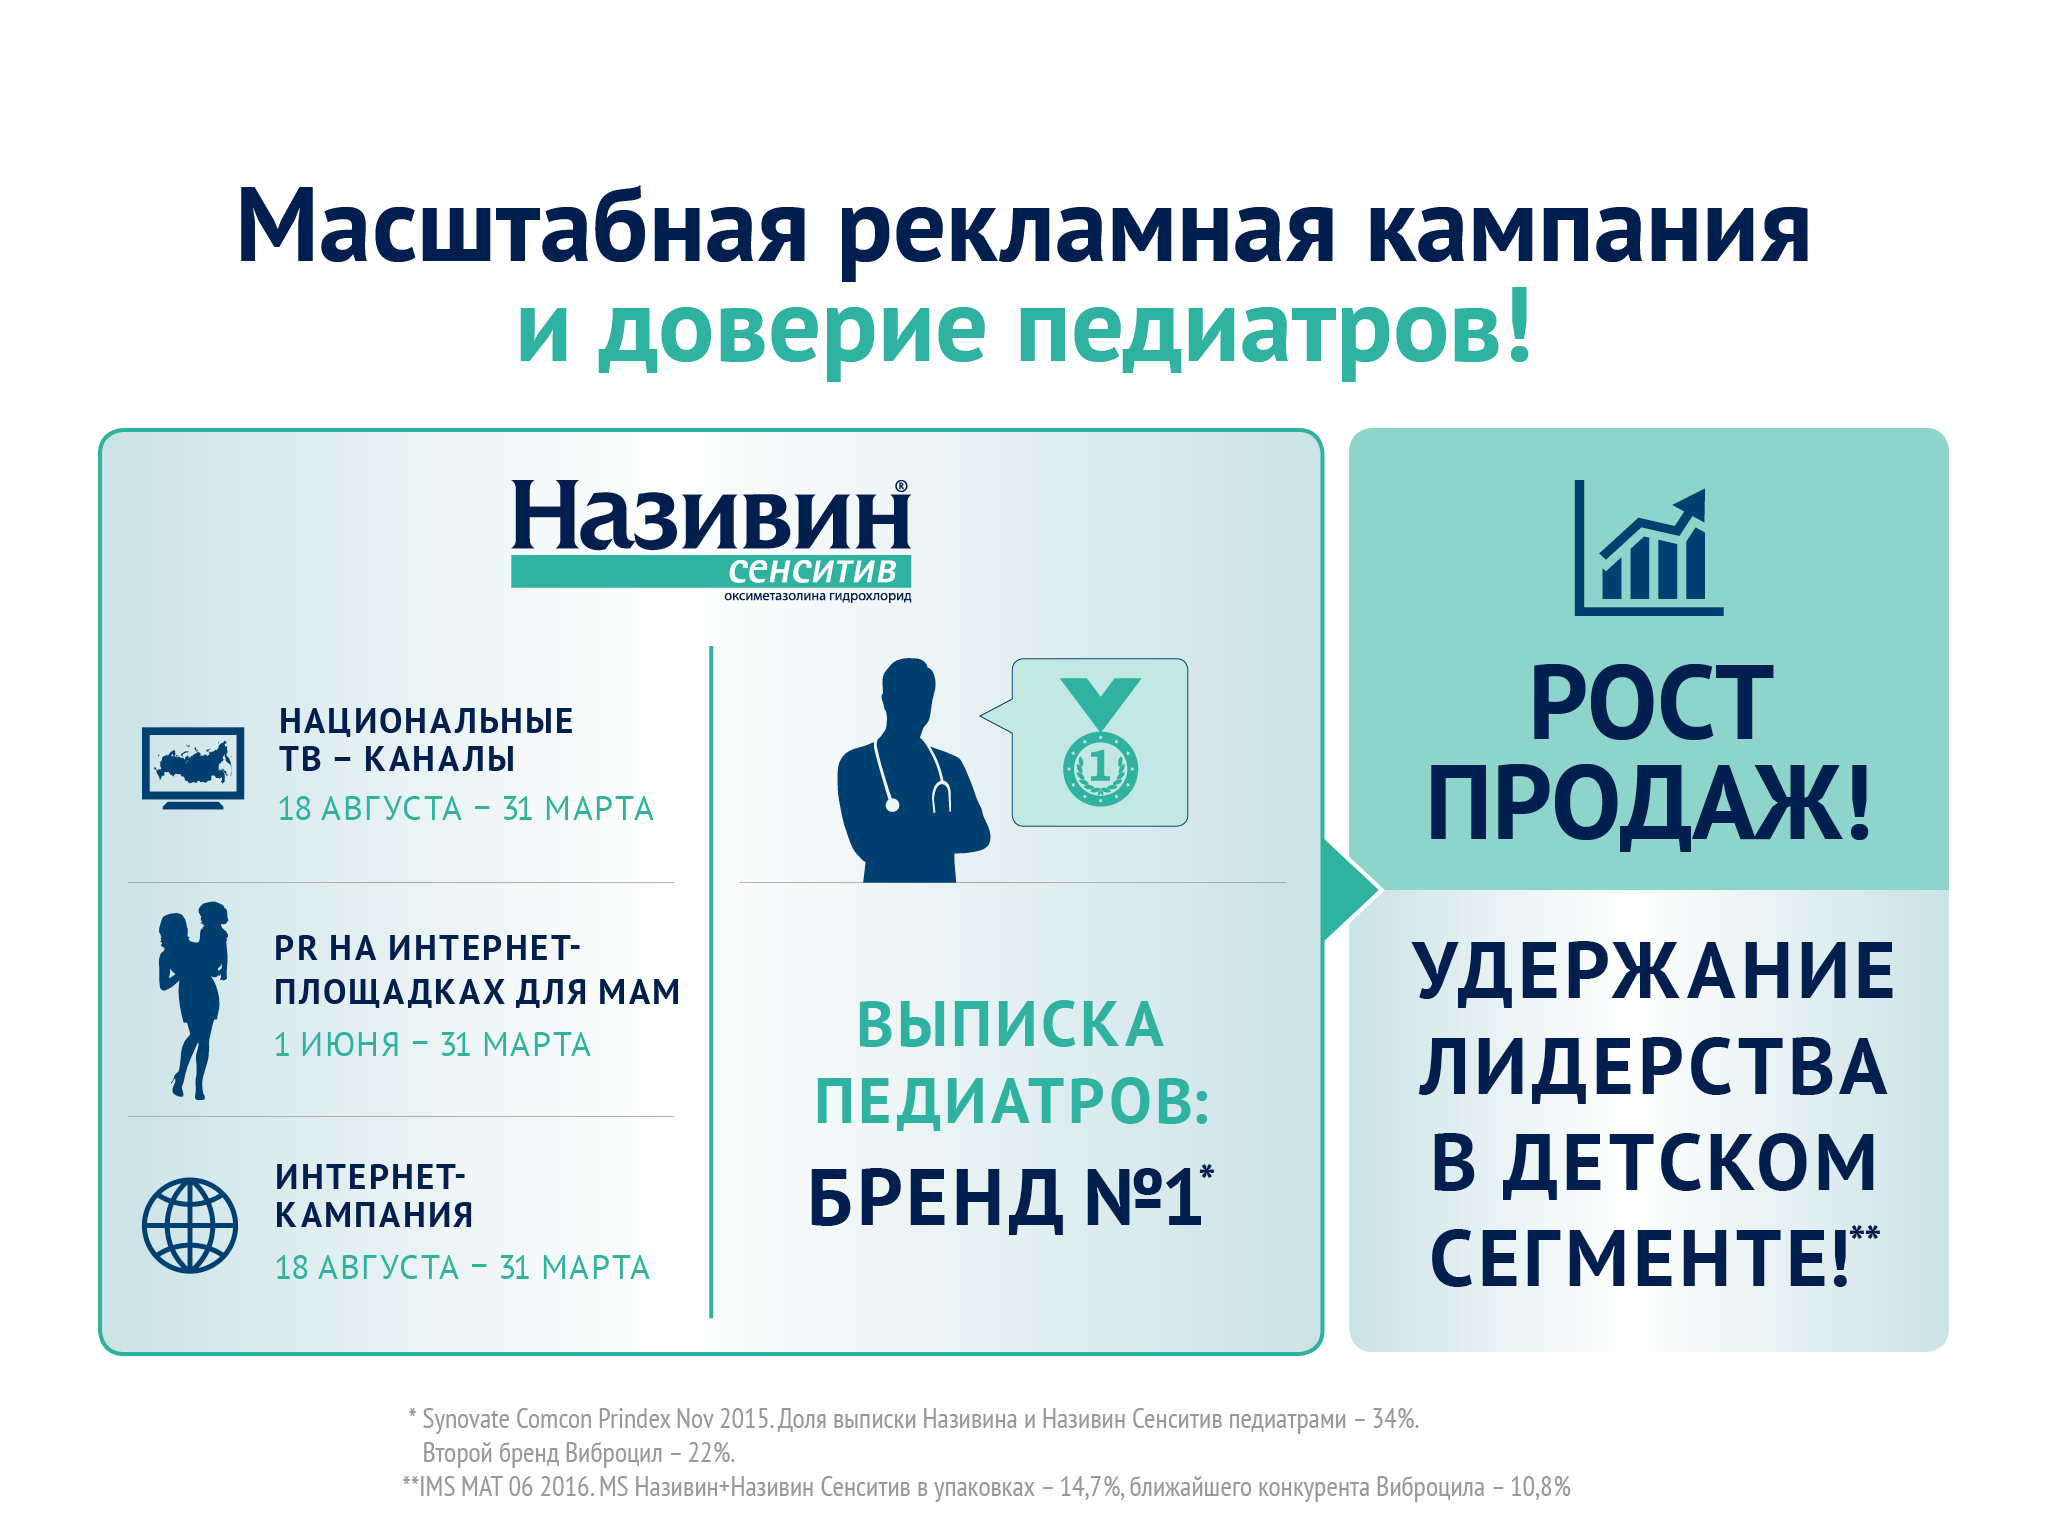 Масштабная рекламная кампания
и доверие педиатров!
Називин®
сенситив
оксиметазолина гидрохлорид
НАЦИОНАЛЬНЫЕ
ТВ – КАНАЛЫ
18 АВГУСТА – 31 МАРТА
PR НА ИНТЕРНЕТ-
ПЛОЩАДКАХ ДЛЯ МАМ
1 ИЮНЯ – 31 МАРТА
ИНТЕРНЕТ-
КАМПАНИЯ
18 АВГУСТА – 31 МАРТА
1
ВЫПИСКА
ПЕДИАТРОВ:
БРЕНД №1*
РОСТ
ПРОДАЖ!
УДЕРЖАНИЕ
ЛИДЕРСТВА
В ДЕТСКОМ
СЕГМЕНТЕ!**
* Synovate Comcon Prindex Nov 2015. Доля выписки Називина и Називин Сенситив педиатрами – 34%.
Второй бренд Виброцил – 22%.
**IMS MAT 06 2016. MS Називин+Називин Сенситив в упаковках – 14,7%, ближайшего конкурента Виброцила – 10,8%